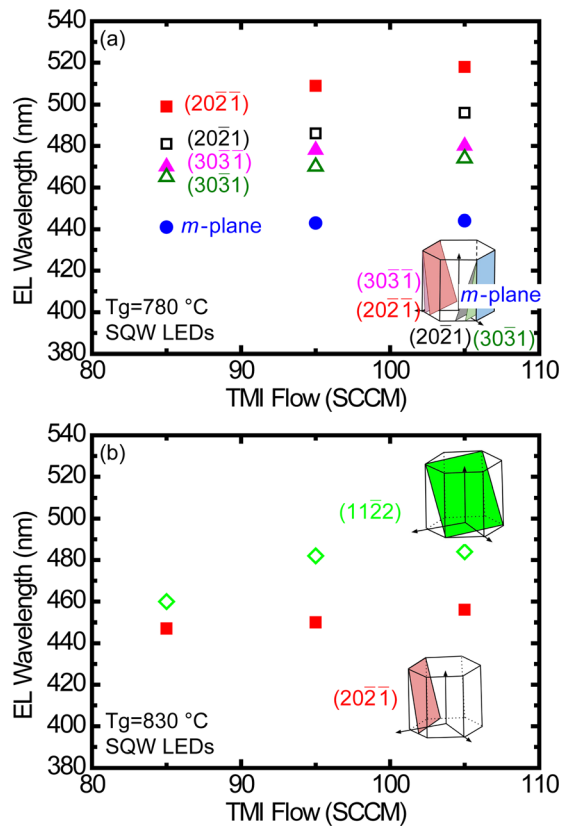 (a)
540
520
500
480
460
440
420
400
380
EL Wavelength (nm)
(202̅1̅)
(202̅1)
(303̅1̅)
(303̅1)
m-plane
(303̅1̅)
(202̅1̅)
m-plane
(202̅1)
(303̅1)
Tg=780 °C
SQW LEDs
80 90 100 110
TMI Flow (SCCM)
(b)
540
520
500
480
460
440
420
400
380
EL Wavelength (nm)
(112̅2)
(202̅1̅)
Tg=830 °C
SQW LEDs
80 90 100 110
TMI Flow (SCCM)